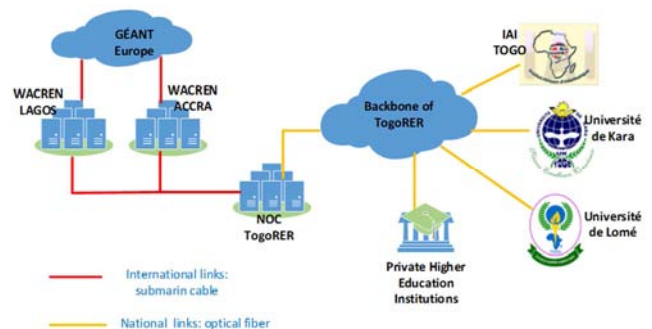 GÉANT
Europe
WACREN
LAGOS
WACREN
ACCRA
NOC
TogoRER
Backbone of
TogoRER
IAI
TOGO
Université
de Kara
Université
de Lomé
Private Higher
Education
Institutions
International links:
submarin cable
National links: optical fiber